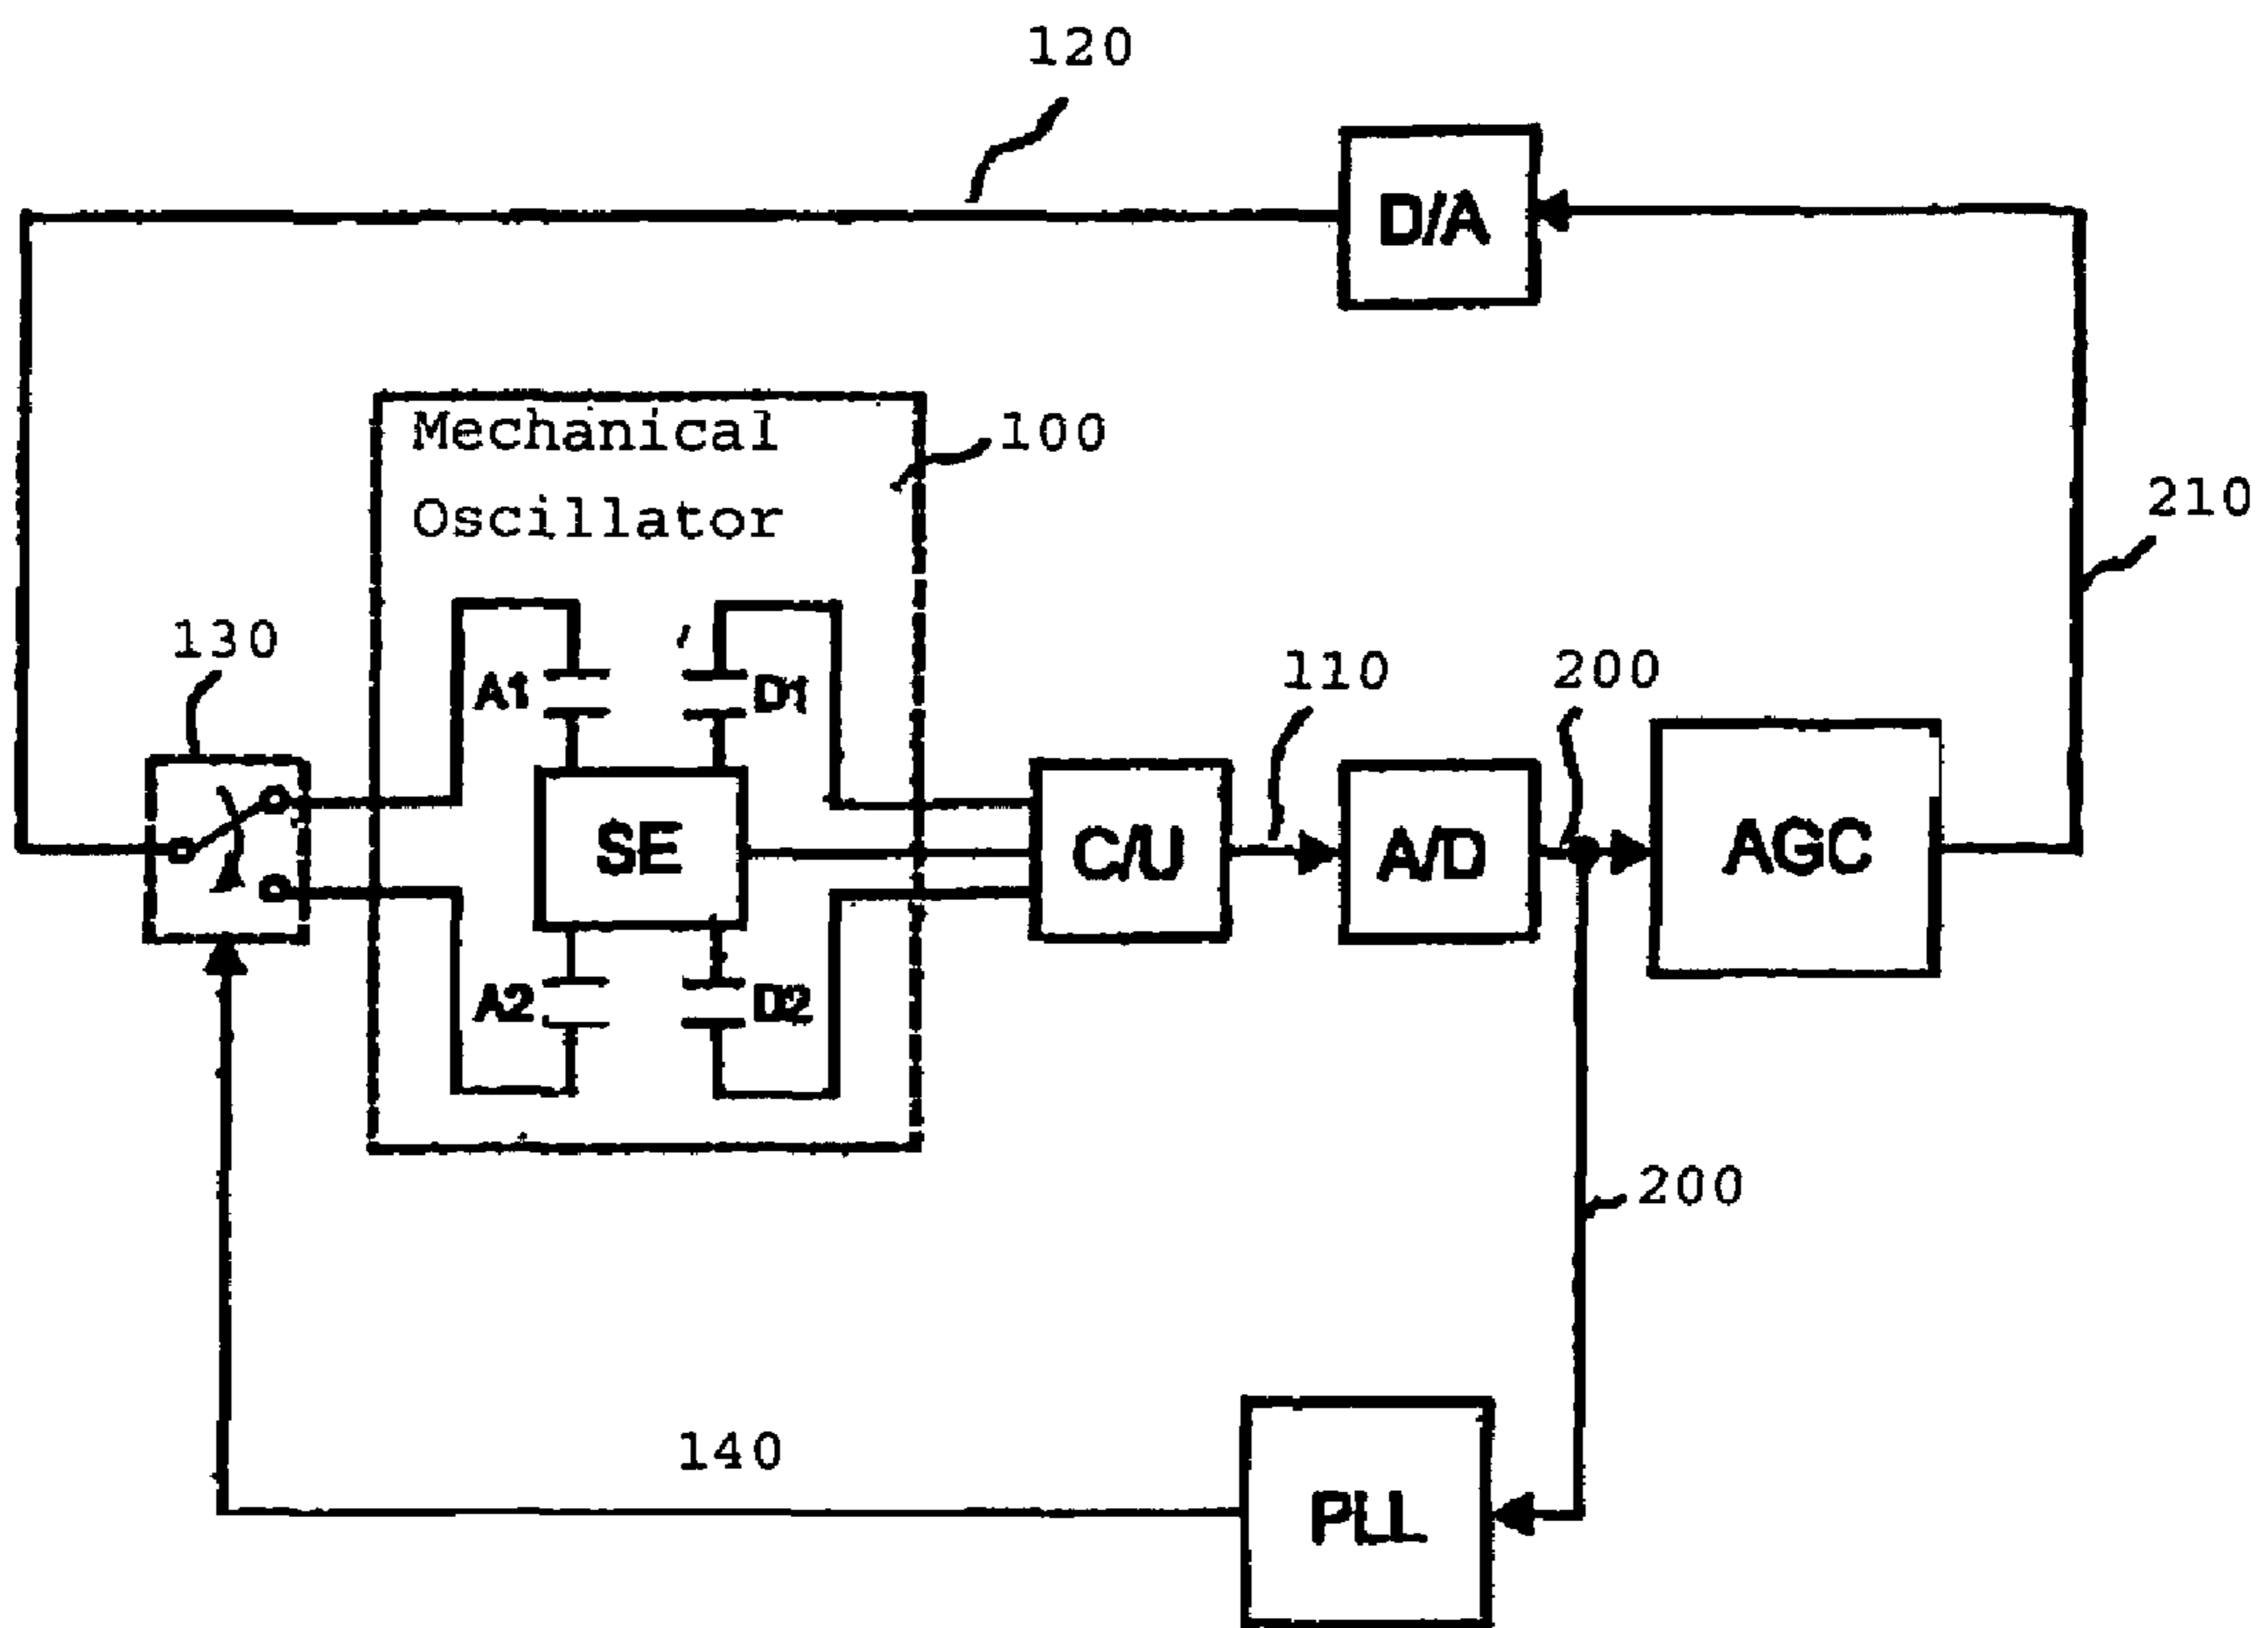 120
D/A
Mechanical
Oscillator
100
210
130
A1
D1
110
200
SE
C/U
A/D
AGC
A2
D2
200
140
PLL